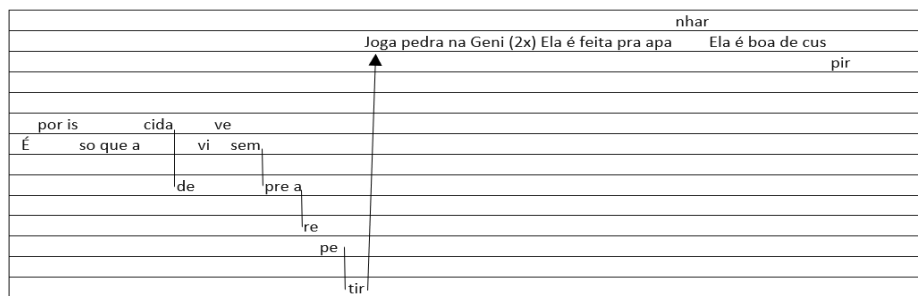 nhar
Joga pedra na Geni (2x) Ela é feita pra apa Ela é boa de cus
pir
por is cida ve
É so que a vi sem
de pre a
re
pe
tir